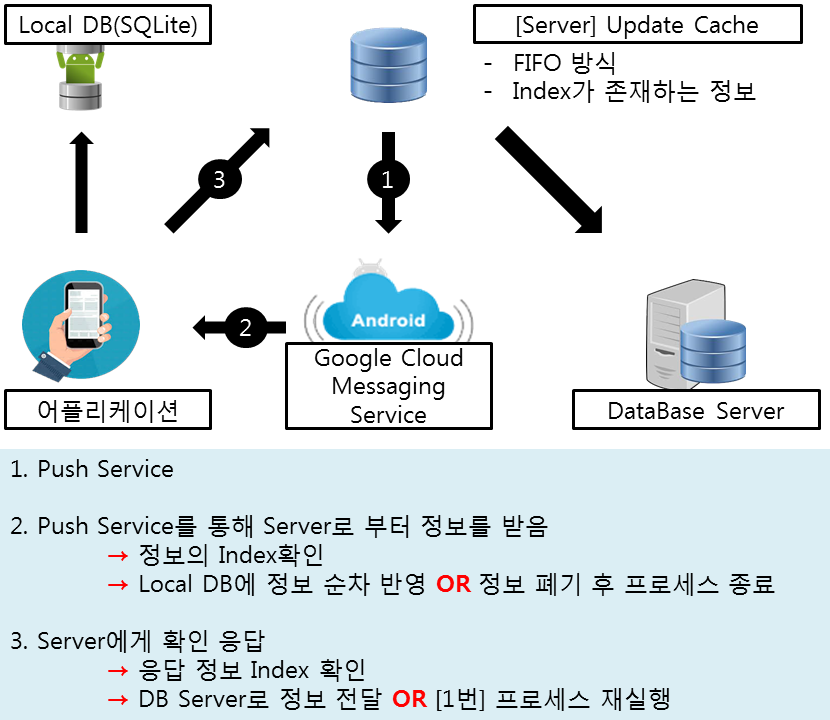 Local DB(SQLite)
[Server] Update Cache
- FIFO 방식
- Index가 존재하는 정보
3
1
Android
2
Google Cloud
Messaging
Service
어플리케이션
DataBase Server
1. Push Service
2. Push Service를 통해 Server로 부터 정보를 받음
→ 정보의 Index확인
→ Local DB에 정보 순차 반영 OR 정보 폐기 후 프로세스 종료
3. Server에게 확인 응답
→ 응답 정보 Index 확인
→ DB Server로 정보 전달 OR [1번] 프로세스 재실행